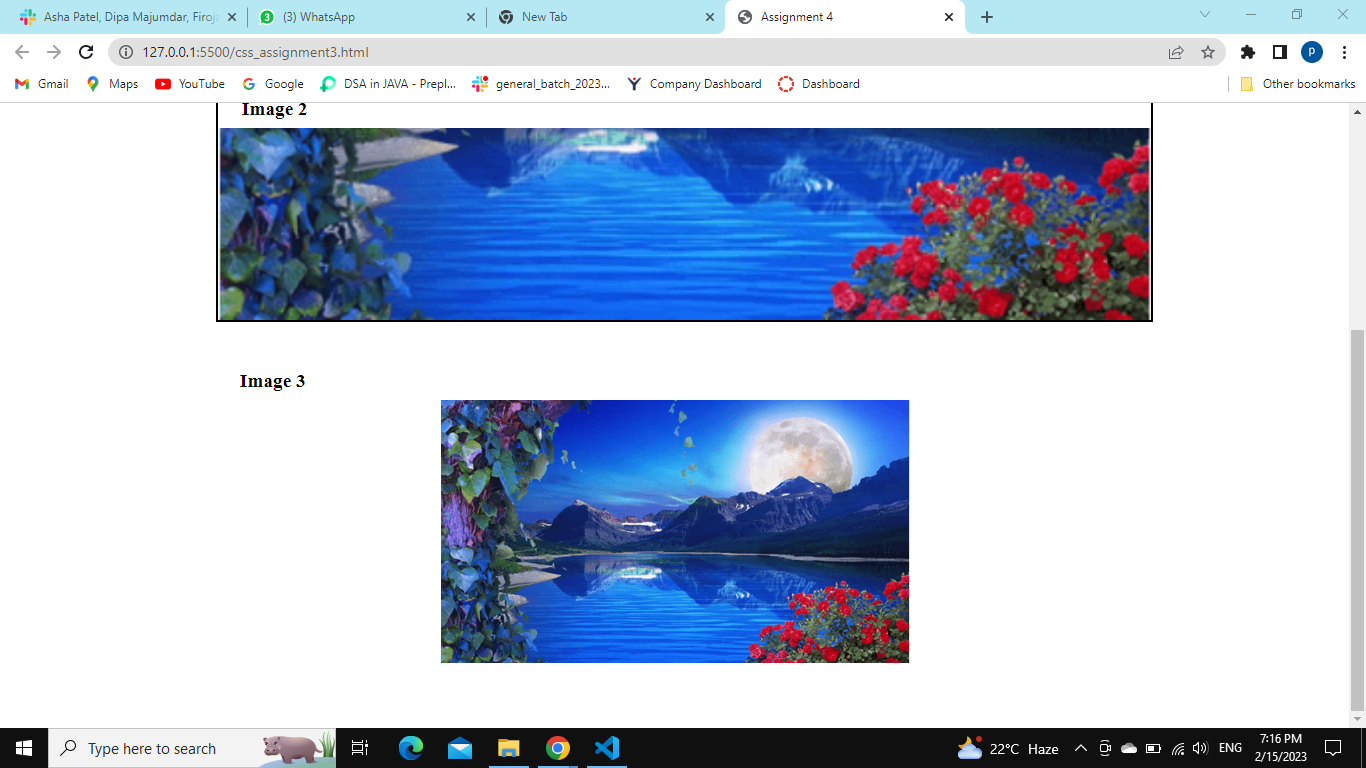 Asha Patel, Dipa Majumdar, Firoja
(3) WhatsApp
New Tab
Assignment 4
127.0.0.1:5500/css_assignment3.html
Gmail
Maps
YouTube
Google
DSA in JAVA - Prepl...
general_batch_2023...
Company Dashboard
Dashboard
Other bookmarks
Image 2
Image 3
Type here to search
22°C Haze
ENG
7:16 PM
2/15/2023